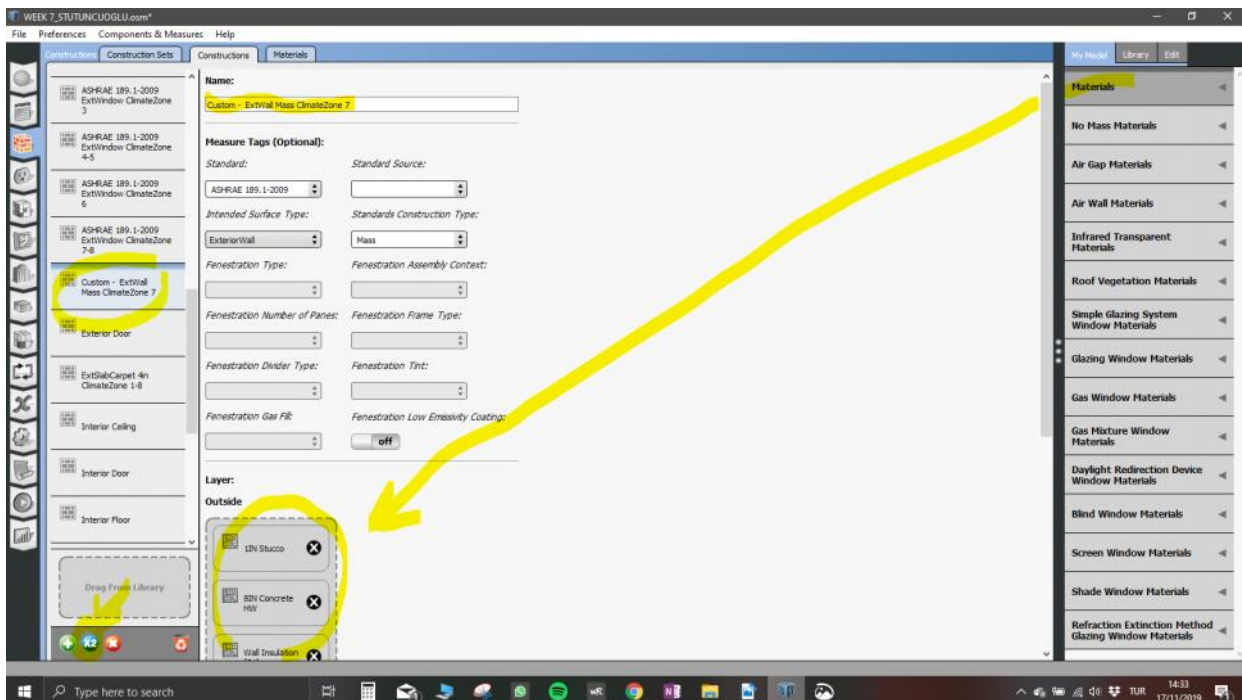 WEEK 7_STUTUNCUOGLU.osm*
File Preferences Components & Measures Help
Constructions
Construction Sets
Constructions
Materials
My Model
Library
Edit
ASHRAE 189.1-2009
ExtWindow ClimateZone
3
ASHRAE 189.1-2009
ExtWindow ClimateZone
4-5
ASHRAE 189.1-2009
ExtWindow ClimateZone
6
ASHRAE 189.1-2009
ExtWindow ClimateZone
7-8
Custom - ExtWall
Mass ClimateZone 7
Exterior Door
ExtSlabCarpet 4in
ClimateZone 1-8
Interior Ceiling
Interior Door
Interior Floor
Drag From Library
X2
Name:
Custom - ExtWall Mass ClimateZone 7
Measure Tags (Optional):
Standard: Standard Source:
ASHRAE 189.1-2009
Intended Surface Type: Standards Construction Type:
ExteriorWall Mass
Fenestration Type: Fenestration Assembly Context:
Fenestration Number of Panes: Fenestration Frame Type:
Fenestration Divider Type: Fenestration Tint:
Fenestration Gas Fill: Fenestration Low Emissivity Coating:
off
Layer:
Outside
1IN Stucco
8IN Concrete
HW
Wall Insulation
Materials
No Mass Materials
Air Gap Materials
Air Wall Materials
Infrared Transparent
Materials
Roof Vegetation Materials
Simple Glazing System
Window Materials
Glazing Window Materials
Gas Window Materials
Gas Mixture Window
Materials
Daylight Redirection Device
Window Materials
Blind Window Materials
Screen Window Materials
Shade Window Materials
Refraction Extinction Method
Glazing Window Materials
Type here to search
TUR
14:33
17/11/2019